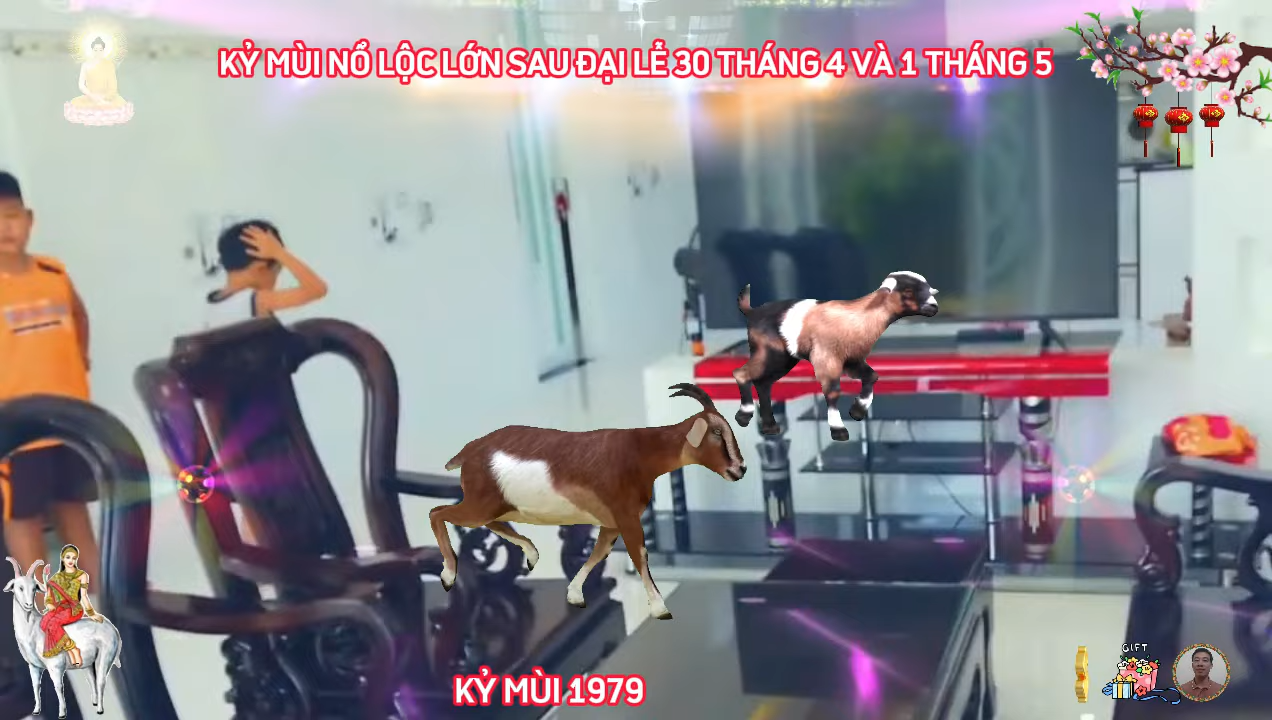 KỶ MÙI NỔ LỘC LỚN SAU ĐẠI LỄ 30 THÁNG 4 VÀ 1 THÁNG 5
GIFT
KỶ MÙI 1979